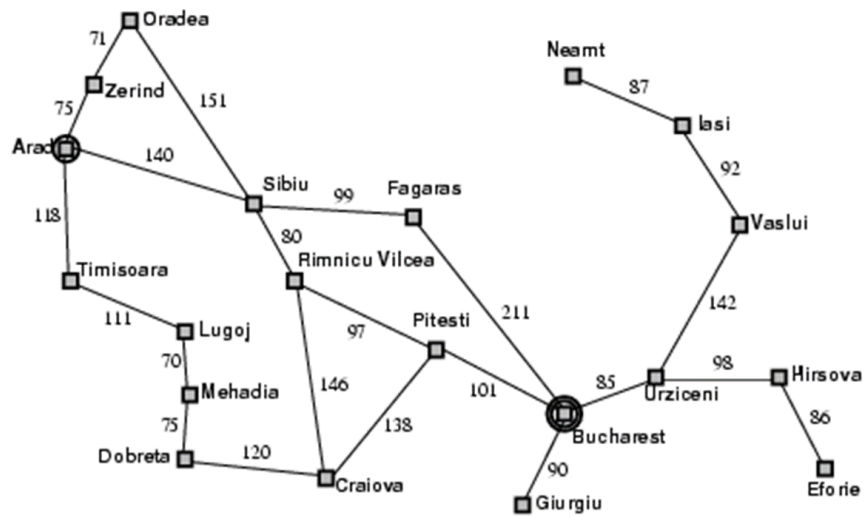 Oradea
71
Neamt
Zerind
87
75
151
Iasi
Arad
140
92
Sibiu
Fagaras
99
118
Vaslui
80
Timisoara
Rimnicu Vilcea
142
111
Lugoj
97
Pitesti
211
70
98
Hirsova
146
101
85
Mehadia
Urziceni
75
138
86
Bucharest
Dobreta
120
90
Craiova
Eforie
Giurgiu